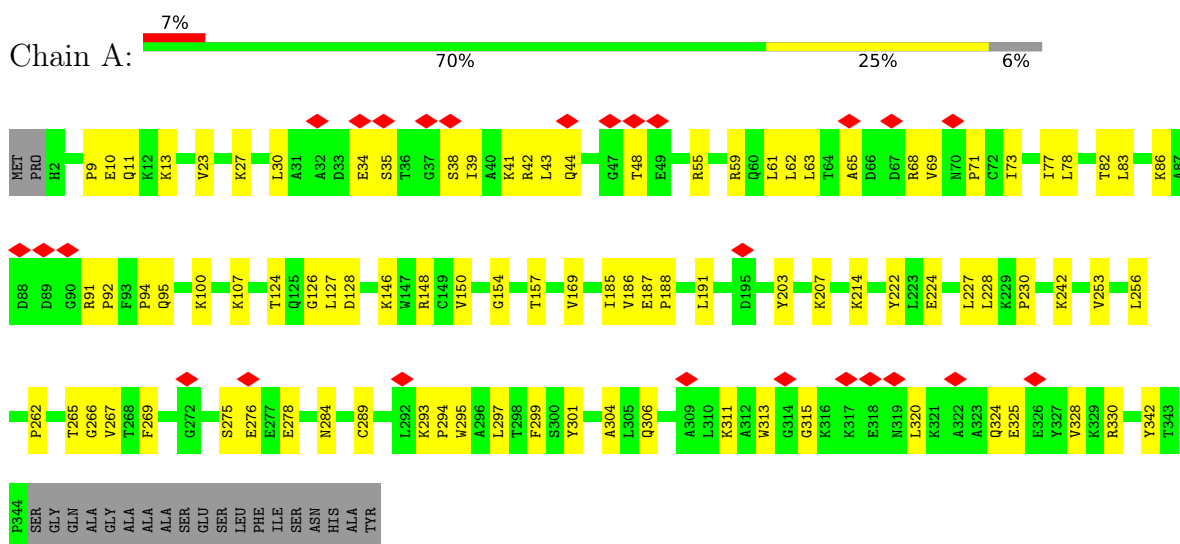 7%
Chain A:
70% 25% 6%
MET PRO H2 P9 E10 Q11 K12 K13 V23 K27 L30 A31 A32 D33 E34 S35 T36 G37 S38 I39 A40 K41 R42 L43 Q44 G47 T48 E49 R55 R59 Q60 L61 L62 L63 T64 A65 D66 D67 R68 V69 N70 P71 C72 I73 I77 L78 T82 L83 K86 A87
D88 D89 G90 R91 P92 F93 P94 Q95 K100 K107 T124 Q125 G126 L127 D128 K146 W147 R148 C149 V150 G154 T157 V169 I185 V186 E187 P188 L191 D195 Y203 K207 K214 Y222 L223 E224 L227 L228 K229 P230 K242 V253 L256
P262 T265 G266 V267 T268 F269 G272 S275 E276 E277 E278 N284 C289 L292 K293 P294 W295 A296 L297 T298 F299 S300 Y301 A304 L305 Q306 A309 L310 K311 A312 W313 G314 G315 K316 K317 E318 N319 L320 K321 A322 A323 Q324 E325 E326 Y327 V328 K329 R330 Y342 T343
P344 SER GLY GLN ALA GLY ALA ALA ALA SER GLU SER LEU PHE ILE SER ASN HIS ALA TYR